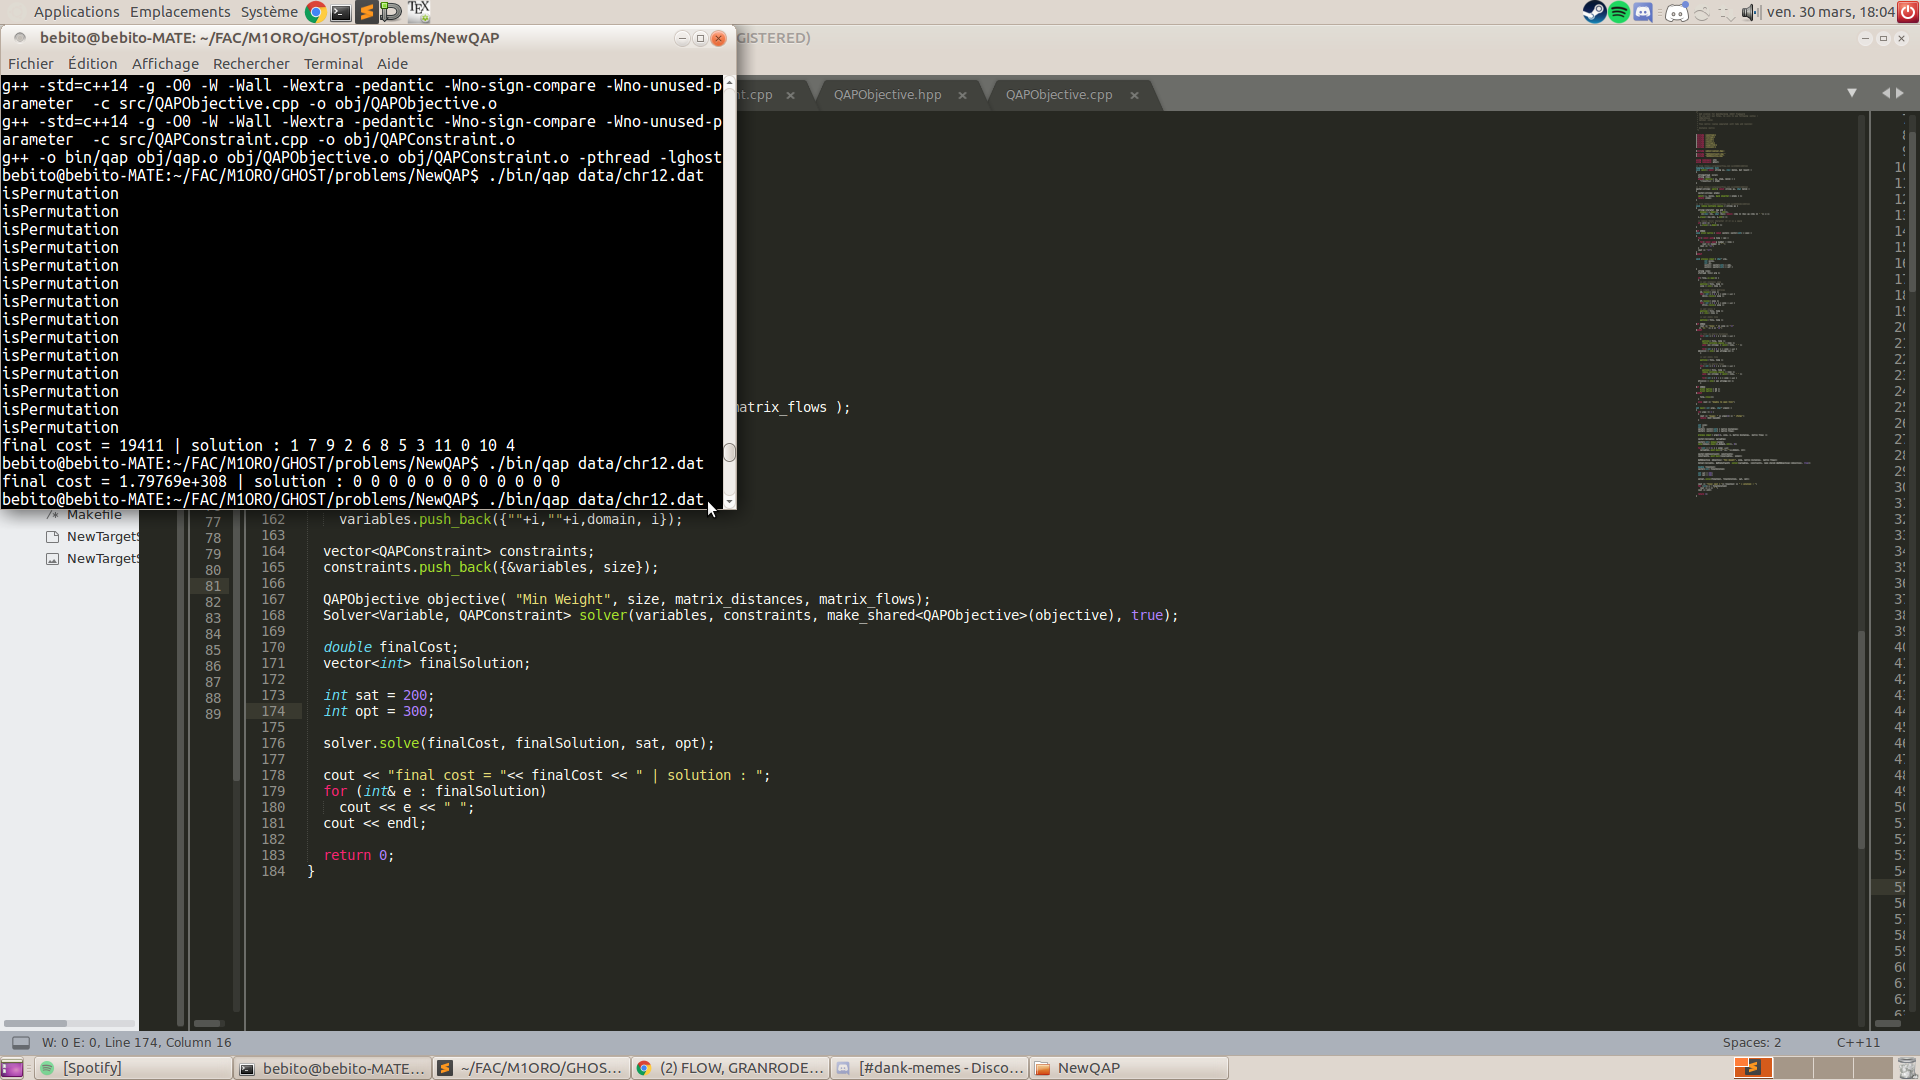 Applications Emplacements Système
ven. 30 mars, 18:04
bebito@bebito-MATE: ~/FAC/M1ORO/GHOST/problems/NewQAP
GISTERED)
Fichier Édition Affichage Rechercher Terminal Aide
g++ -std=c++14 -g -O0 -W -Wall -Wextra -pedantic -Wno-sign-compare -Wno-unused-p
arameter  -c src/QAPObjective.cpp -o obj/QAPObjective.o
g++ -std=c++14 -g -O0 -W -Wall -Wextra -pedantic -Wno-sign-compare -Wno-unused-p
arameter  -c src/QAPConstraint.cpp -o obj/QAPConstraint.o
g++ -o bin/qap obj/qap.o obj/QAPObjective.o obj/QAPConstraint.o -pthread -lghost
bebito@bebito-MATE:~/FAC/M1ORO/GHOST/problems/NewQAP$ ./bin/qap data/chr12.dat
isPermutation
isPermutation
isPermutation
isPermutation
isPermutation
isPermutation
isPermutation
isPermutation
isPermutation
isPermutation
isPermutation
isPermutation
isPermutation
isPermutation
final cost = 19411 | solution : 1 7 9 2 6 8 5 3 11 0 10 4
bebito@bebito-MATE:~/FAC/M1ORO/GHOST/problems/NewQAP$ ./bin/qap data/chr12.dat
final cost = 1.79769e+308 | solution : 0 0 0 0 0 0 0 0 0 0 0 0
bebito@bebito-MATE:~/FAC/M1ORO/GHOST/problems/NewQAP$ ./bin/qap data/chr12.dat
nt.cpp QAPObjective.hpp QAPObjective.cpp
matrix_flows );
Makefile
NewTargetS
NewTargetS
77
78
79
80
81
82
83
84
85
86
87
88
89
162 variables.push_back({""+i,""+i,domain, i});
163
164 vector<QAPConstraint> constraints;
165 constraints.push_back({&variables, size});
166
167 QAPObjective objective( "Min Weight", size, matrix_distances, matrix_flows);
168 Solver<Variable, QAPConstraint> solver(variables, constraints, make_shared<QAPObjective>(objective), true);
169
170 double finalCost;
171 vector<int> finalSolution;
172
173 int sat = 200;
174 int opt = 300;
175
176 solver.solve(finalCost, finalSolution, sat, opt);
177
178 cout << "final cost = "<< finalCost << " | solution : ";
179 for (int& e : finalSolution)
180 cout << e << " ";
181 cout << endl;
182
183 return 0;
184 }
W: 0 E: 0, Line 174, Column 16
Spaces: 2
C++11
[Spotify]
bebito@bebito-MATE...
~/FAC/M1ORO/GHOS...
(2) FLOW, GRANRODE...
[#dank-memes - Disco...
NewQAP